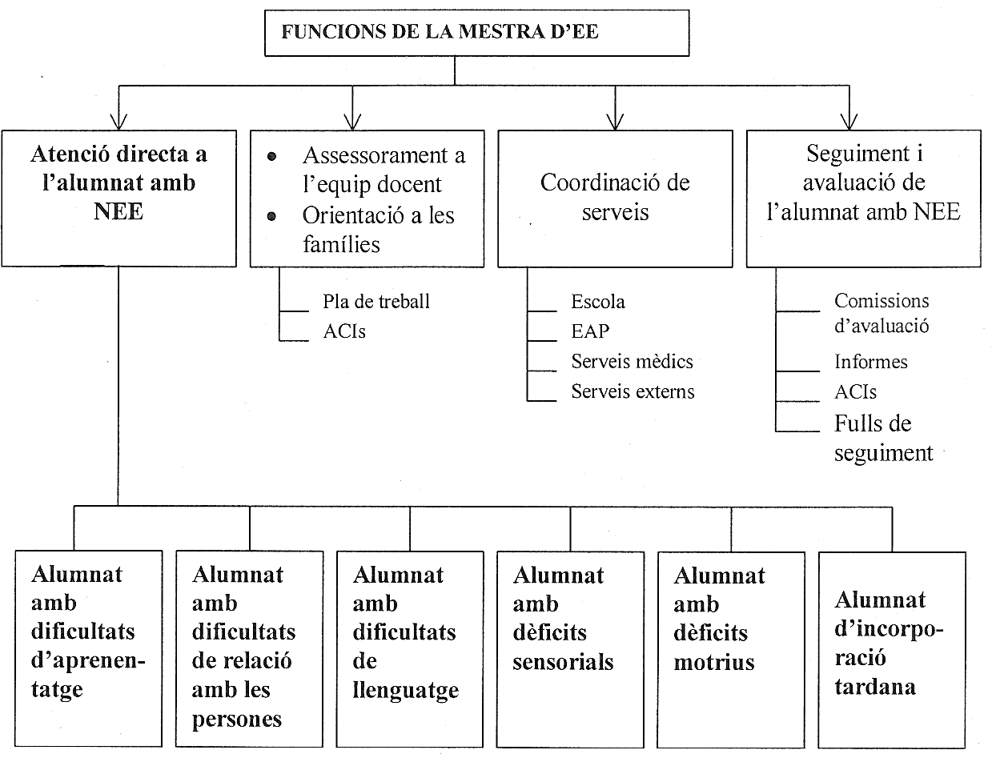 FUNCIONS DE LA MESTRA D'EE
Atenció directa a
l'alumnat amb
NEE
• Assessorament a
l'equip docent
• Orientació a les
famílies
Pla de treball
ACIs
Coordinació de
serveis
Escola
EAP
Serveis mèdics
Serveis externs
Seguiment i
avaluació de
l'alumnat amb NEE
Comissions
d'avaluació
Informes
ACIs
Fulls de
seguiment
Alumnat
amb
dificultats
d'aprenen-
tatge
Alumnat
amb
dificultats
de relació
amb les
persones
Alumnat
amb
dificultats
de
llenguatge
Alumnat
amb
dèficits
sensorials
Alumnat
amb
dèficits
motrius
Alumnat
d'incorpo-
ració
tardana